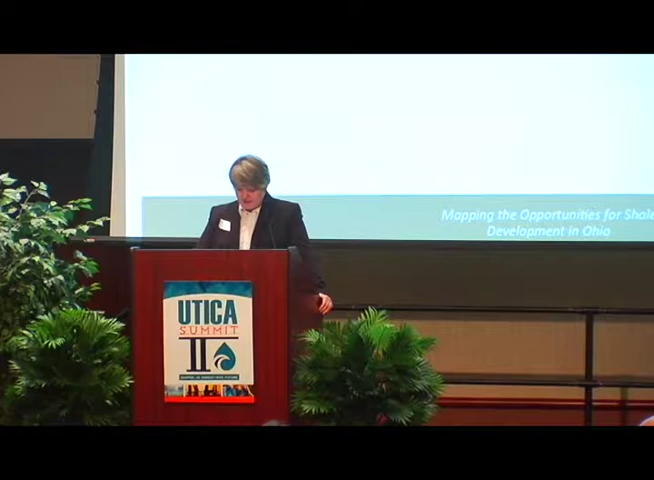 Mapping the Opportunities for Shale
Development in Ohio
UTICA
SUMMIT
II